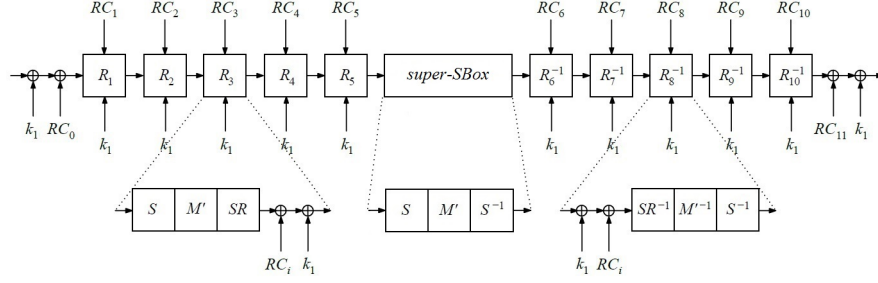 RC₁ RC₂ RC₃ RC₄ RC₅ RC₆ RC₇ RC₈ RC₉ RC₁₀
R₁ R₂ R₃ R₄ R₅ super-SBox R₆⁻¹ R₇⁻¹ R₈⁻¹ R₉⁻¹ R₁₀⁻¹
k₁ RC₀ k₁ k₁ k₁ k₁ k₁ k₁ k₁ k₁ k₁ k₁ RC₁₁ k₁
S M' SR S M' S⁻¹ SR⁻¹ M'⁻¹ S⁻¹
RCᵢ k₁ k₁ RCᵢ